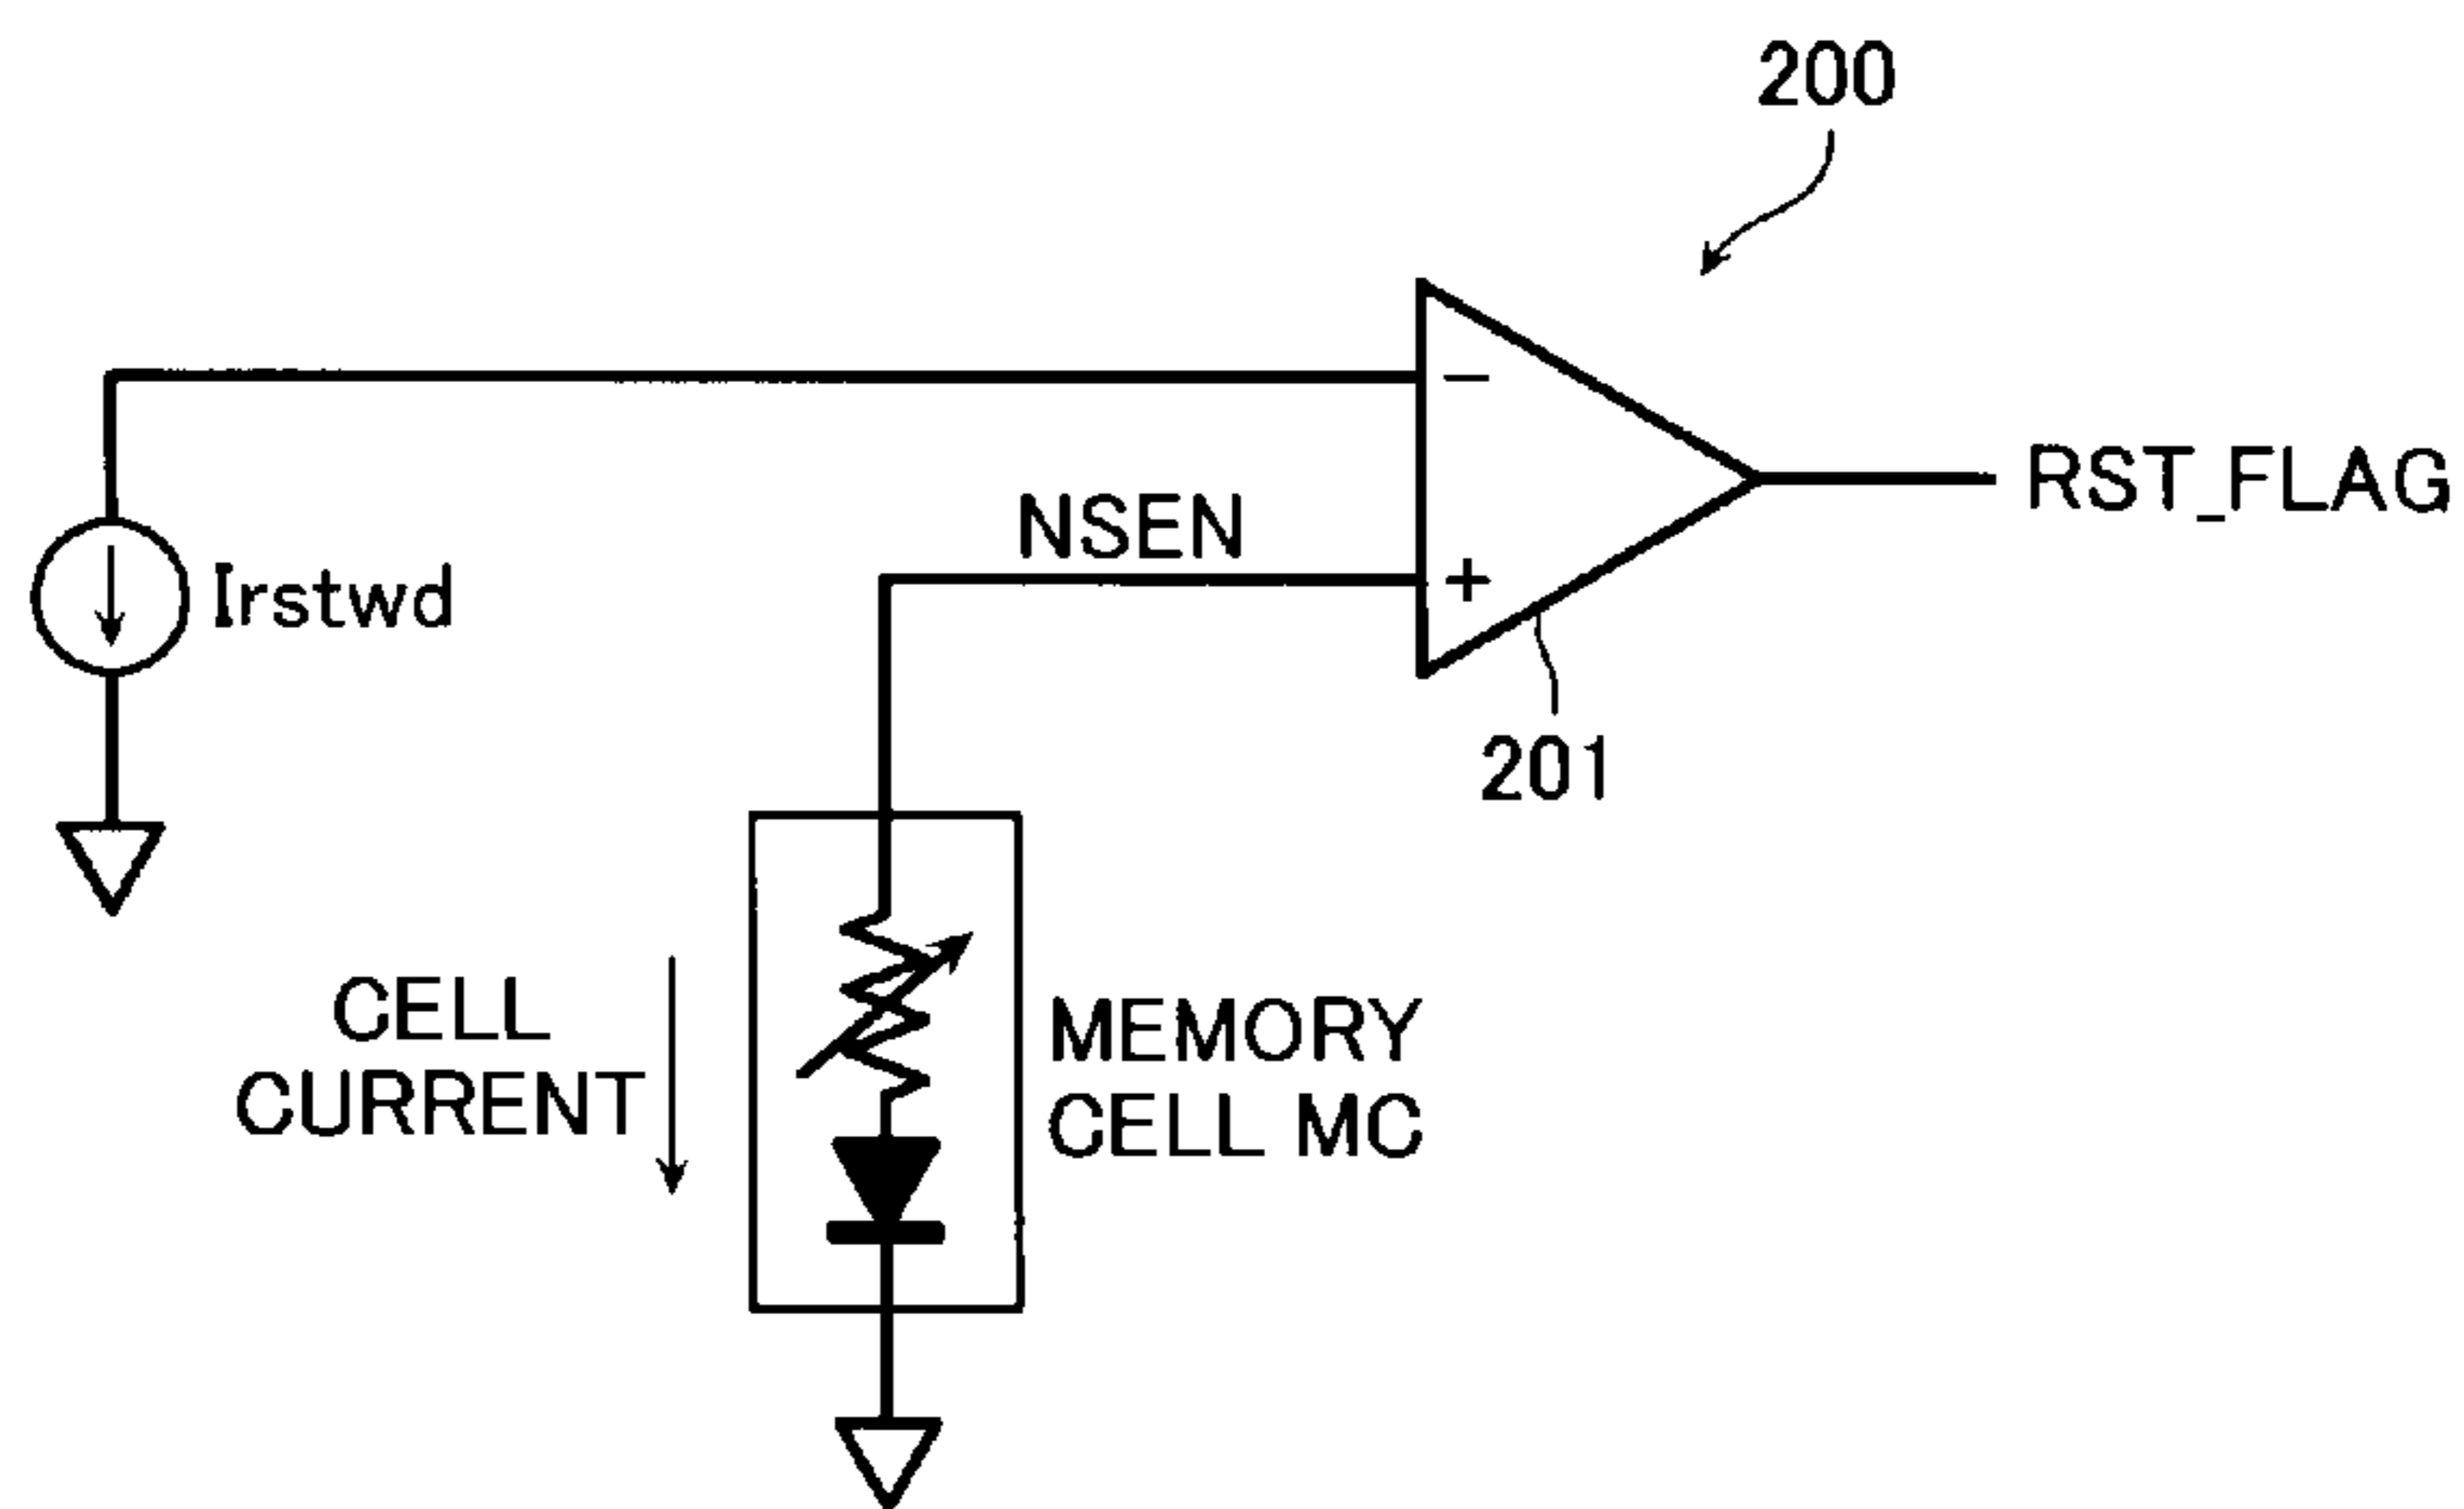 200
−
RST_FLAG
NSEN
+
Irstwd
201
CELL
CURRENT
MEMORY
CELL MC